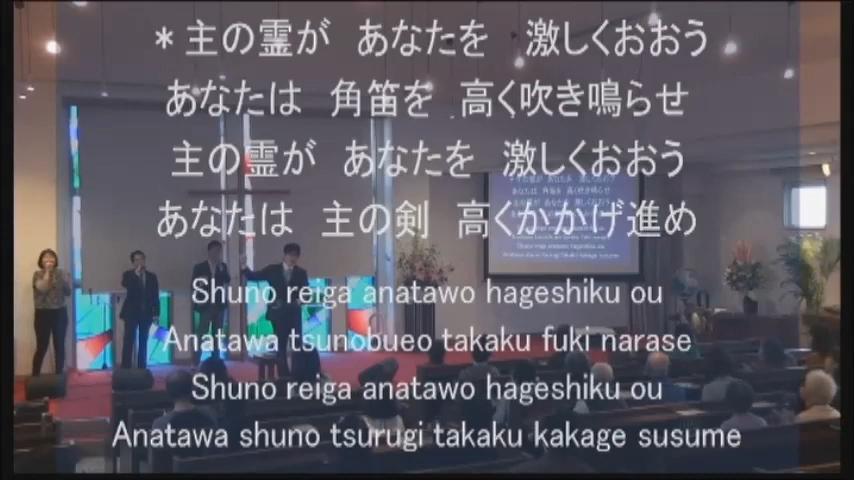 *主の霊が　あなたを　激しくおおう
あなたは　角笛を　高く吹き鳴らせ
主の霊が　あなたを　激しくおおう
あなたは　主の剣　高くかかげ進め
Shuno reiga anatawo hageshiku ou
Anatawa tsunobueo takaku fuki narase
Shuno reiga anatawo hageshiku ou
Anatawa shuno tsurugi takaku kakage susume